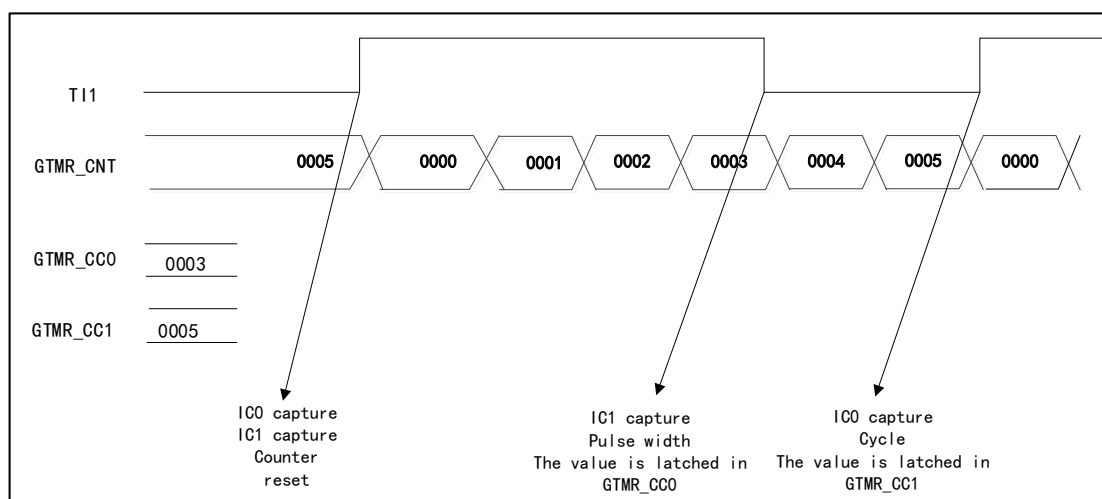 TI1
GTMR_CNT
0005 0000 0001 0002 0003 0004 0005 0000
GTMR_CC0
0003
GTMR_CC1
0005
IC0 capture
IC1 capture
Counter
reset
IC1 capture
Pulse width
The value is latched in
GTMR_CC0
IC0 capture
Cycle
The value is latched in
GTMR_CC1